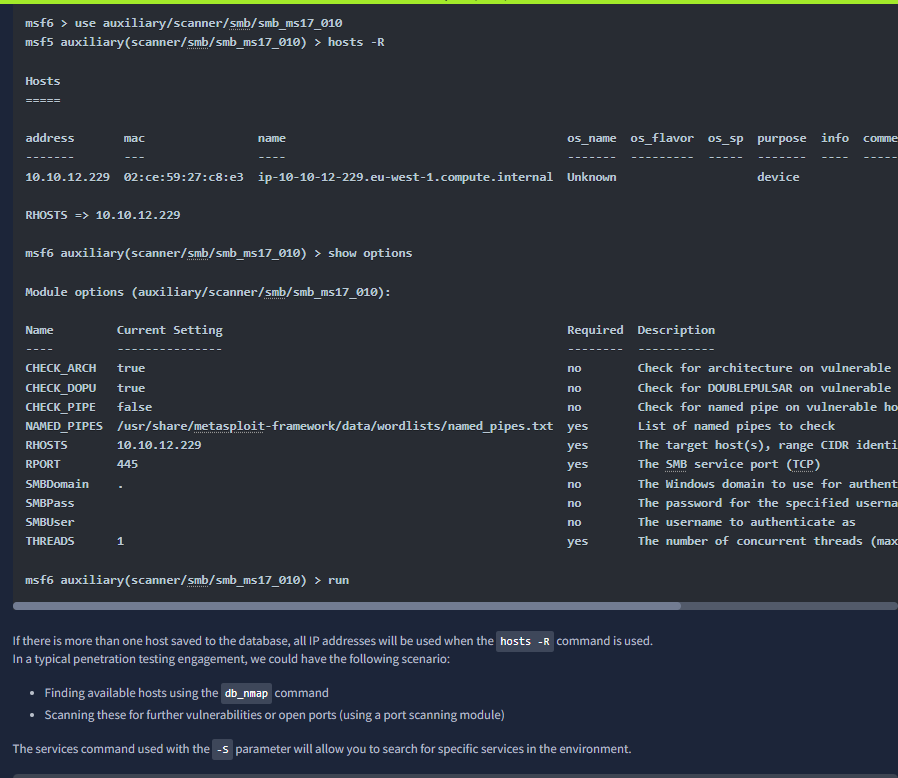 msf6 > use auxiliary/scanner/smb/smb_ms17_010
msf5 auxiliary(scanner/smb/smb_ms17_010) > hosts -R
Hosts
=====
address mac name os_name os_flavor os_sp purpose info comme
------- --- ---- ------- --------- ----- ------- ---- -----
10.10.12.229 02:ce:59:27:c8:e3 ip-10-10-12-229.eu-west-1.compute.internal Unknown device
RHOSTS => 10.10.12.229
msf6 auxiliary(scanner/smb/smb_ms17_010) > show options
Module options (auxiliary/scanner/smb/smb_ms17_010):
Name Current Setting Required Description
---- --------------- -------- -----------
CHECK_ARCH true no Check for architecture on vulnerable
CHECK_DOPU true no Check for DOUBLEPULSAR on vulnerable
CHECK_PIPE false no Check for named pipe on vulnerable ho
NAMED_PIPES /usr/share/metasploit-framework/data/wordlists/named_pipes.txt yes List of named pipes to check
RHOSTS 10.10.12.229 yes The target host(s), range CIDR identi
RPORT 445 yes The SMB service port (TCP)
SMBDomain . no The Windows domain to use for authent
SMBPass no The password for the specified userna
SMBUser no The username to authenticate as
THREADS 1 yes The number of concurrent threads (max
msf6 auxiliary(scanner/smb/smb_ms17_010) > run
If there is more than one host saved to the database, all IP addresses will be used when the hosts -R command is used.
In a typical penetration testing engagement, we could have the following scenario:
• Finding available hosts using the db_nmap command
• Scanning these for further vulnerabilities or open ports (using a port scanning module)
The services command used with the -S parameter will allow you to search for specific services in the environment.